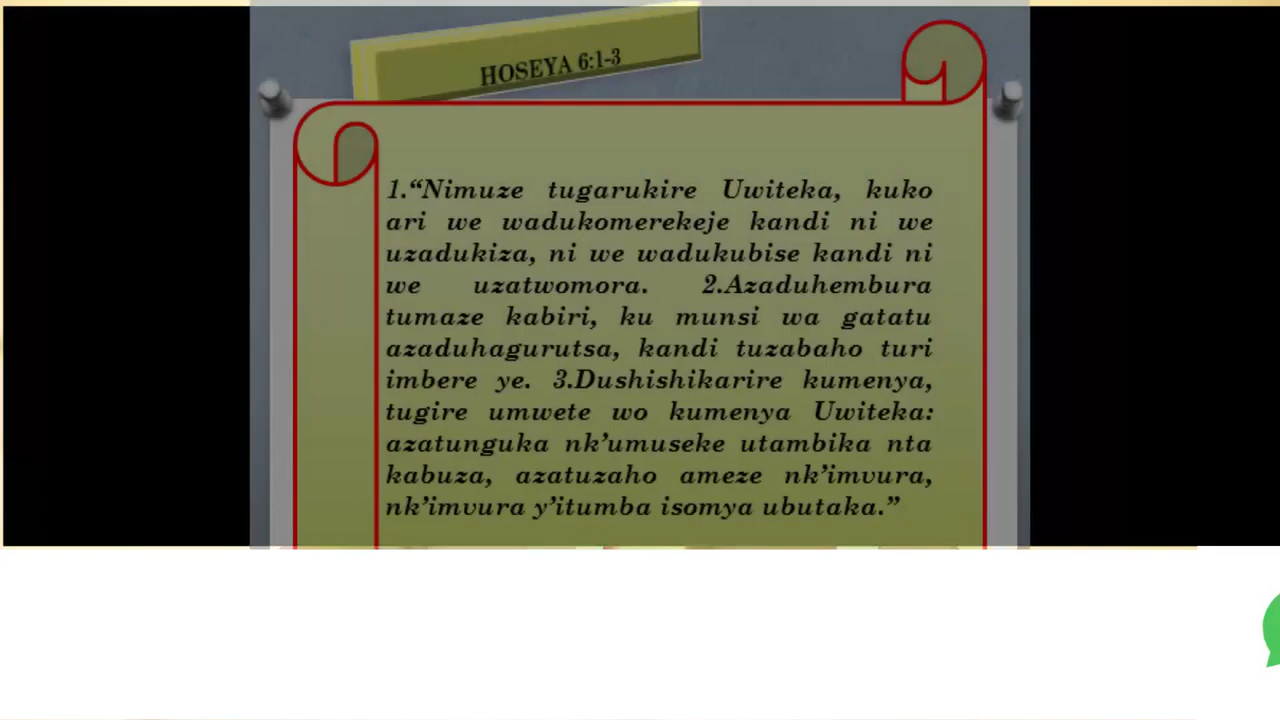 HOSEYA 6:1-3
1.“Nimuze tugarukire Uwiteka, kuko
ari we wadukomerekeje kandi ni we
uzadukiza, ni we wadukubise kandi ni
we uzatwomora. 2.Azaduhembura
tumaze kabiri, ku munsi wa gatatu
azaduhagurutsa, kandi tuzabaho turi
imbere ye. 3.Dushishikarire kumenya,
tugire umwete wo kumenya Uwiteka:
azatunguka nk’umuseke utambika nta
kabuza, azatuzaho ameze nk’imvura,
nk’imvura y’itumba isomya ubutaka.”